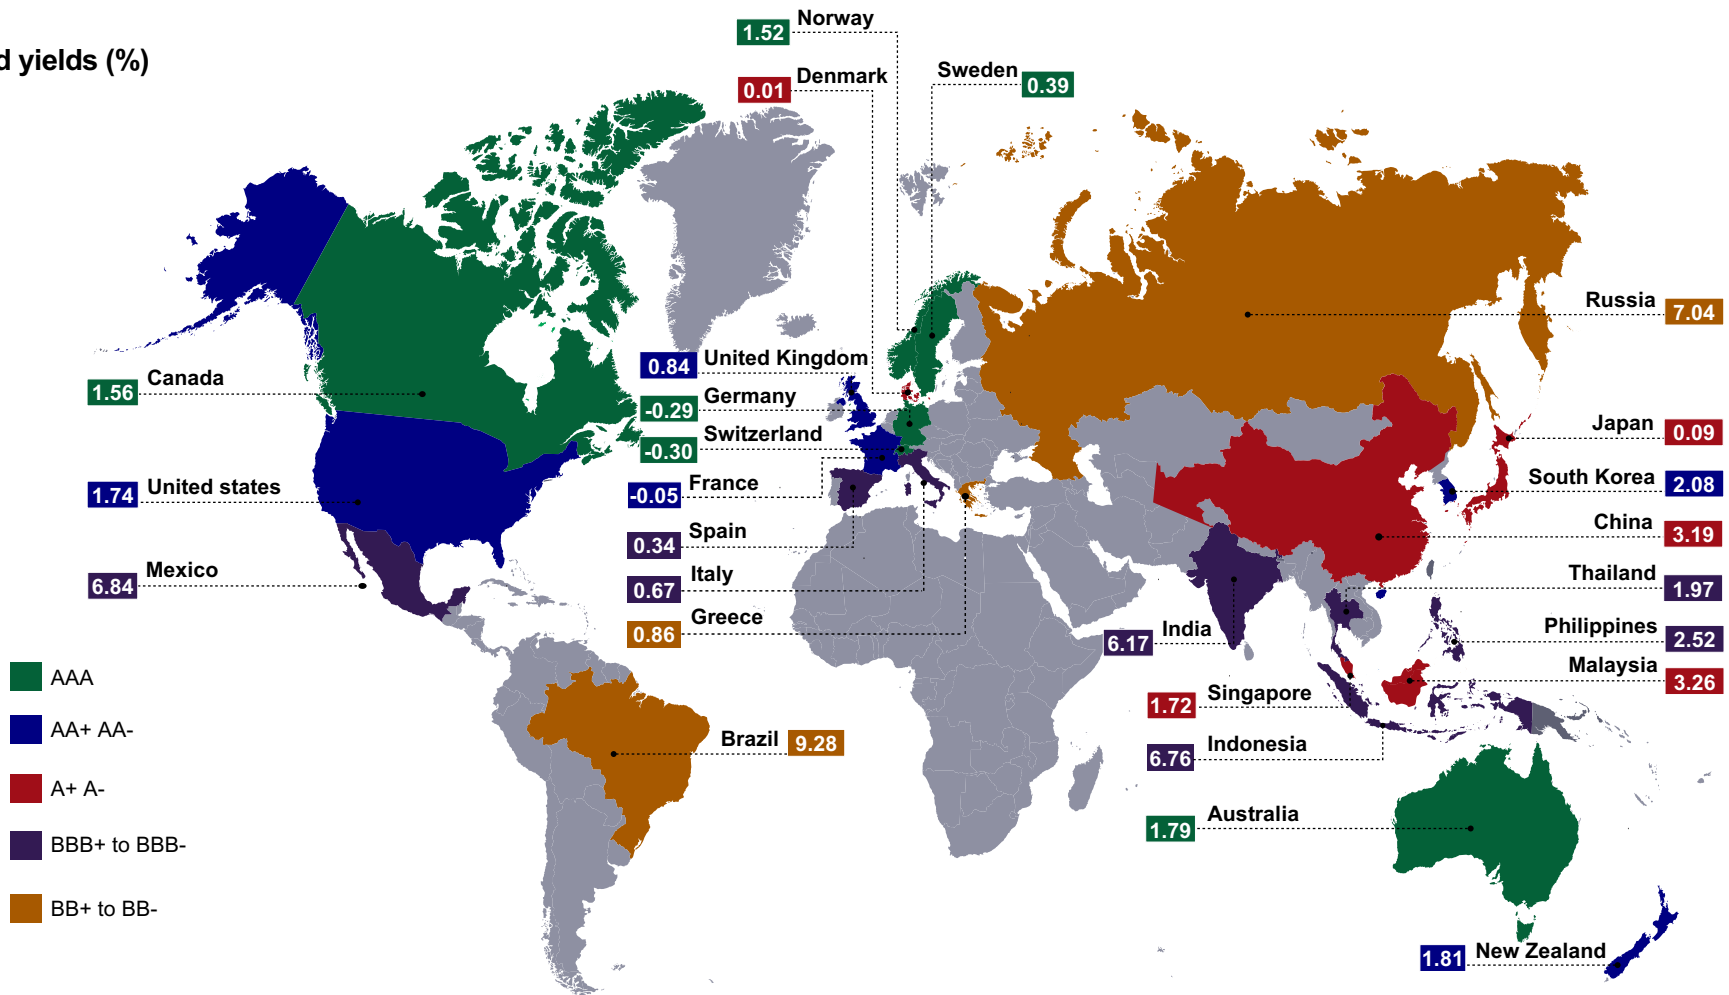 Norway
1.52
d yields (%)
Denmark
0.01
Sweden
0.39
Russia
7.04
United Kingdom
0.84
Canada
1.56
Germany
-0.29
Switzerland
-0.30
Japan
0.09
United states
1.74
France
-0.05
South Korea
2.08
China
3.19
Spain
0.34
Mexico
6.84
Italy
0.67
Thailand
1.97
Greece
0.86
India
6.17
Philippines
2.52
Malaysia
3.26
Singapore
1.72
AAA
AA+ AA-
Brazil
9.28
Indonesia
6.76
A+ A-
Australia
1.79
BBB+ to BBB-
BB+ to BB-
New Zealand
1.81